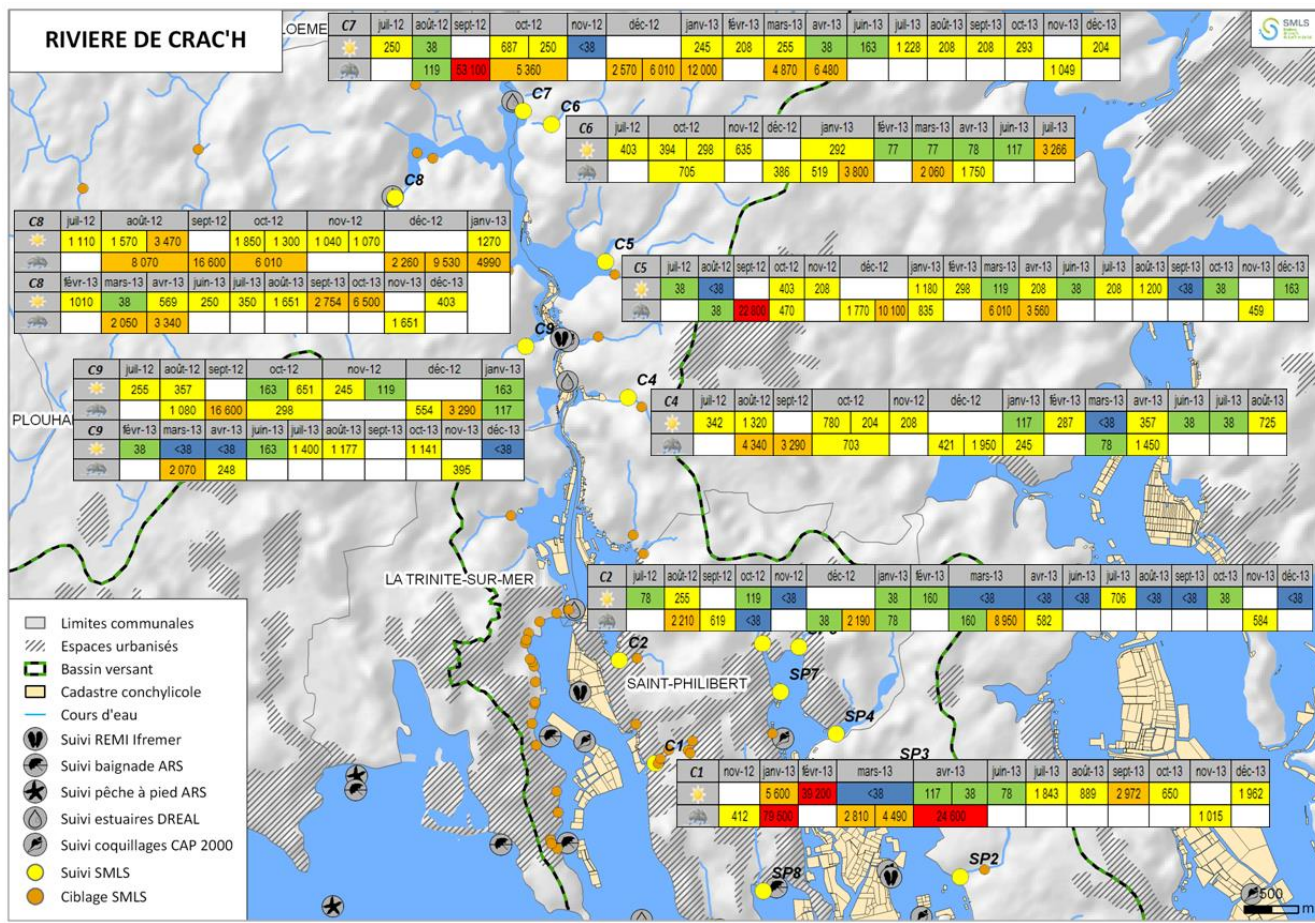 RIVIERE DE CRAC'H
LOEME
SMLS
C7 juil-12 août-12 sept-12 oct-12 nov-12 déc-12 janv-13 févr-13 mars-13 avr-13 juin-13 juil-13 août-13 sept-13 oct-13 nov-13 déc-13
250 38 687 250 <38 245 208 255 38 163 1 228 208 208 293 204
119 53 100 5 360 2 570 6 010 12 000 4 870 6 480 1 049
C7
C6
C6 juil-12 oct-12 nov-12 déc-12 janv-13 févr-13 mars-13 avr-13 juin-13 juil-13
403 394 298 635 292 77 77 78 117 3 266
705 386 519 3 800 2 060 1 750
C8
C8 juil-12 août-12 sept-12 oct-12 nov-12 déc-12 janv-13
1 110 1 570 3 470 1 850 1 300 1 040 1 070 1270
8 070 16 600 6 010 2 260 9 530 4990
C8 févr-13 mars-13 avr-13 juin-13 juil-13 août-13 sept-13 oct-13 nov-13 déc-13
1010 38 569 250 350 1 651 2 754 6 500 403
2 050 3 340 1 651
C5
C5 juil-12 août-12 sept-12 oct-12 nov-12 déc-12 janv-13 févr-13 mars-13 avr-13 juin-13 juil-13 août-13 sept-13 oct-13 nov-13 déc-13
38 <38 403 208 1 180 298 119 208 38 208 1 200 <38 38 163
38 22 800 470 1 770 10 100 835 6 010 3 560 459
C9
C9 juil-12 août-12 sept-12 oct-12 nov-12 déc-12 janv-13
255 357 163 651 245 119 163
1 080 16 600 298 554 3 290 117
C9 févr-13 mars-13 avr-13 juin-13 juil-13 août-13 sept-13 oct-13 nov-13 déc-13
38 <38 <38 163 1 400 1 177 1 141 <38
2 070 248 395
PLOUHA
C4
C4 juil-12 août-12 sept-12 oct-12 nov-12 déc-12 janv-13 févr-13 mars-13 avr-13 juin-13 juil-13 août-13
342 1 320 780 204 208 117 287 <38 357 38 38 725
4 340 3 290 703 421 1 950 245 78 1 450
LA TRINITE-SUR-MER
C2 juil-12 août-12 sept-12 oct-12 nov-12 déc-12 janv-13 févr-13 mars-13 avr-13 juin-13 juil-13 août-13 sept-13 oct-13 nov-13 déc-13
78 255 119 <38 38 160 <38 <38 <38 706 <38 <38 38 <38
2 210 619 <38 38 2 190 78 160 8 950 582 584
C2
SAINT-PHILIBERT
SP7
SP4
SP3
C1
C1 nov-12 janv-13 févr-13 mars-13 avr-13 juin-13 juil-13 août-13 sept-13 oct-13 nov-13 déc-13
5 600 39 200 <38 117 38 78 1 843 889 2 972 650 1 962
412 79 600 2 810 4 490 24 600 1 015
SP8
SP2
Limites communales
Espaces urbanisés
Bassin versant
Cadastre conchylicole
Cours d'eau
Suivi REMI Ifremer
Suivi baignade ARS
Suivi pêche à pied ARS
Suivi estuaires DREAL
Suivi coquillages CAP 2000
Suivi SMLS
Ciblage SMLS
500
m